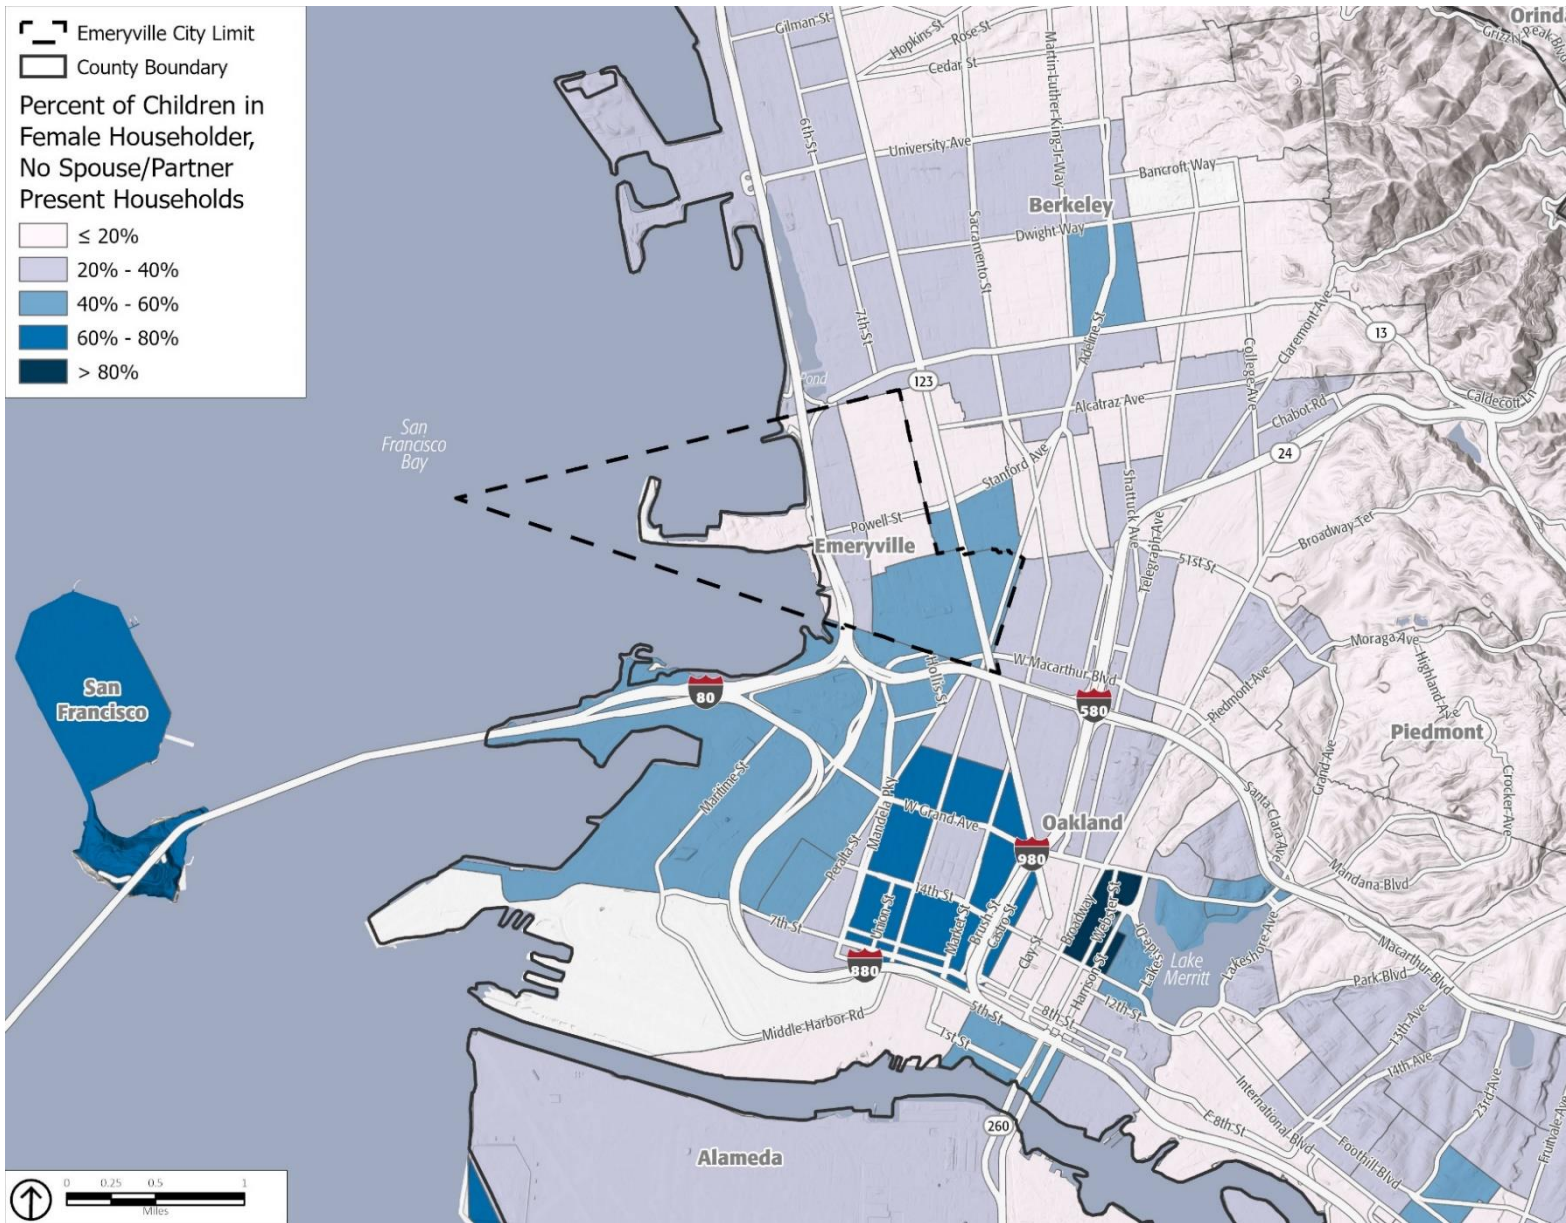 Emeryville City Limit
County Boundary
Percent of Children in
Female Householder,
No Spouse/Partner
Present Households
≤ 20%
20% - 40%
40% - 60%
60% - 80%
> 80%
Gilman St
Hopkins St
Rose St
Cedar St
Martin Luther King Jr Way
Orind
Grizzly Peak Blvd
6th St
University Ave
Bancroft Way
Berkeley
Dwight Way
Sacramento St
7th St
Adeline St
College Ave
Claremont Ave
13
123
Alcatraz Ave
Chabot Rd
Caldecott Ln
24
San
Francisco
Bay
Stanford Ave
Shattuck Ave
Telegraph Ave
Broadway Ter
Powell St
Emeryville
51st St
Moraga Ave
Highland Ave
Piedmont Ave
Hollis St
W Macarthur Blvd
San
Francisco
80
580
Piedmont
Grand Ave
Crocker Ave
Maritime St
Mandela Pky
W Grand Ave
Oakland
Santa Clara Ave
Peralta St
980
Mandana Blvd
14th St
Union St
Market St
Brush St
Castro St
Clay St
Broadway
Webster St
Harrison St
Lake
Merritt
Lakeshore Ave
Macarthur Blvd
7th St
880
Park Blvd
12th St
8th St
5th St
1st St
Middle Harbor Rd
13th Ave
14th Ave
23rd Ave
International Blvd
E 8th St
Foothill Blvd
Fruitvale Ave
260
Alameda
0 0.25 0.5 1
Miles